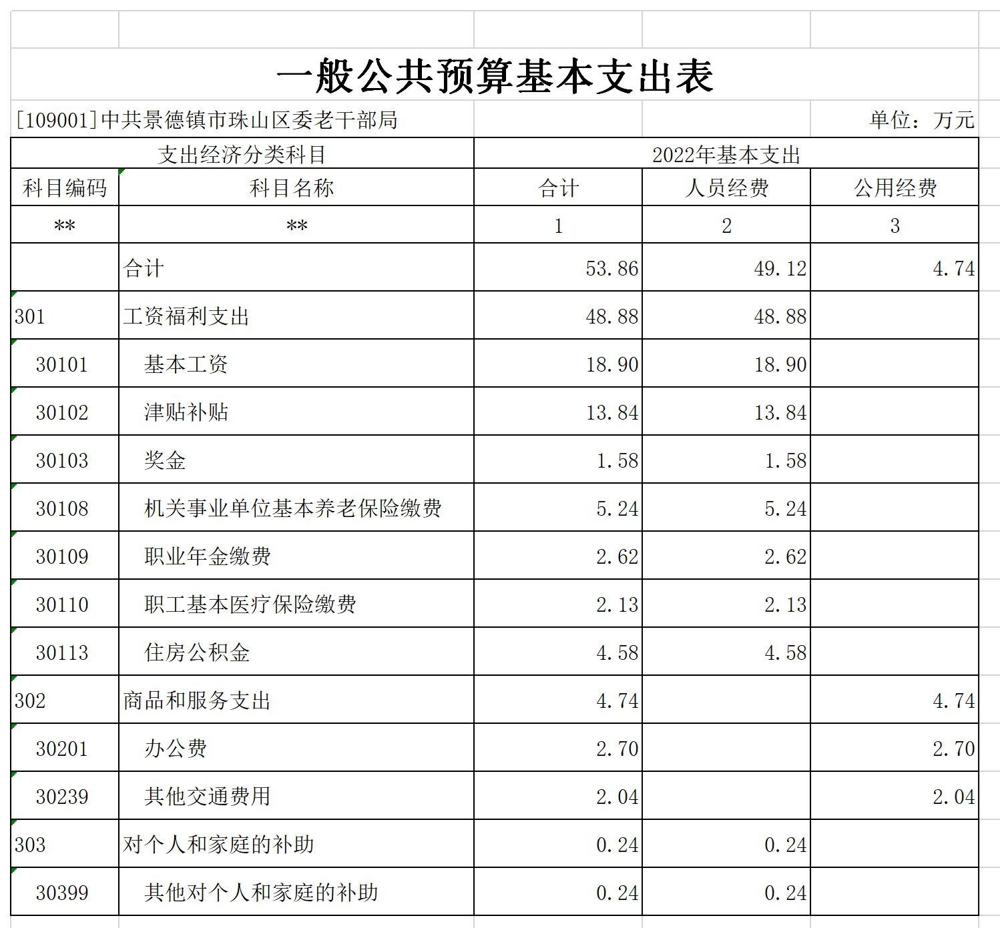 一般公共预算基本支出表
[109001]中共景德镇市珠山区委老干部局 单位：万元
支出经济分类科目 2022年基本支出
科目编码 科目名称 合计 人员经费 公用经费
** ** 1 2 3
合计 53.86 49.12 4.74
301 工资福利支出 48.88 48.88
30101 基本工资 18.90 18.90
30102 津贴补贴 13.84 13.84
30103 奖金 1.58 1.58
30108 机关事业单位基本养老保险缴费 5.24 5.24
30109 职业年金缴费 2.62 2.62
30110 职工基本医疗保险缴费 2.13 2.13
30113 住房公积金 4.58 4.58
302 商品和服务支出 4.74 4.74
30201 办公费 2.70 2.70
30239 其他交通费用 2.04 2.04
303 对个人和家庭的补助 0.24 0.24
30399 其他对个人和家庭的补助 0.24 0.24